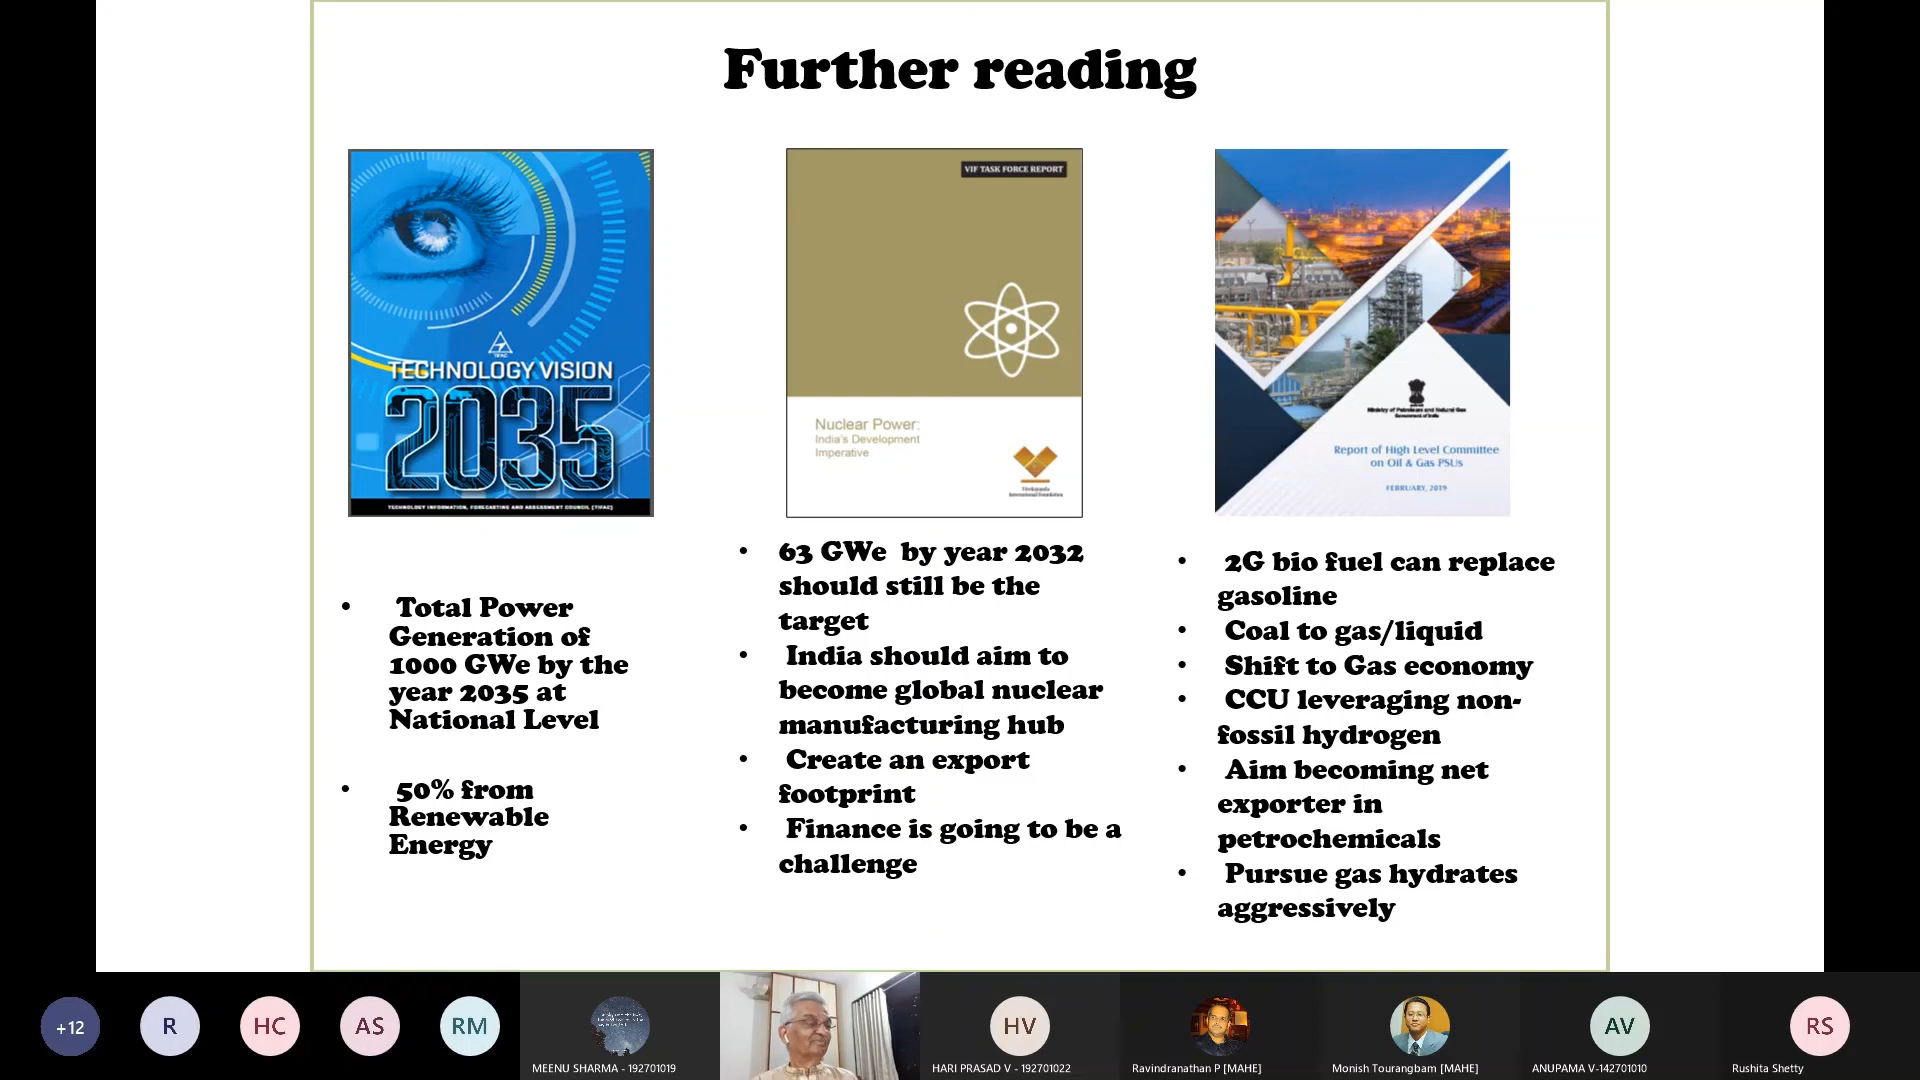 Further reading
TIFAC
TECHNOLOGY VISION
2035
TECHNOLOGY INFORMATION, FORECASTING AND ASSESSMENT COUNCIL [TIFAC]
• Total Power
Generation of
1000 GWe by the
year 2035 at
National Level
• 50% from
Renewable
Energy
VIF TASK FORCE REPORT
Nuclear Power:
India's Development
Imperative
Vivekananda
International Foundation
• 63 GWe by year 2032
should still be the
target
• India should aim to
become global nuclear
manufacturing hub
• Create an export
footprint
• Finance is going to be a
challenge
Ministry of Petroleum and Natural Gas
Government of India
Report of High Level Committee
on Oil & Gas PSUs
FEBRUARY, 2019
• 2G bio fuel can replace
gasoline
• Coal to gas/liquid
• Shift to Gas economy
• CCU leveraging non-
fossil hydrogen
• Aim becoming net
exporter in
petrochemicals
• Pursue gas hydrates
aggressively
+12
R
HC
AS
RM
MEENU SHARMA - 192701019
HV
HARI PRASAD V - 192701022
Ravindranathan P [MAHE]
Monish Tourangbam [MAHE]
AV
ANUPAMA V-142701010
RS
Rushita Shetty